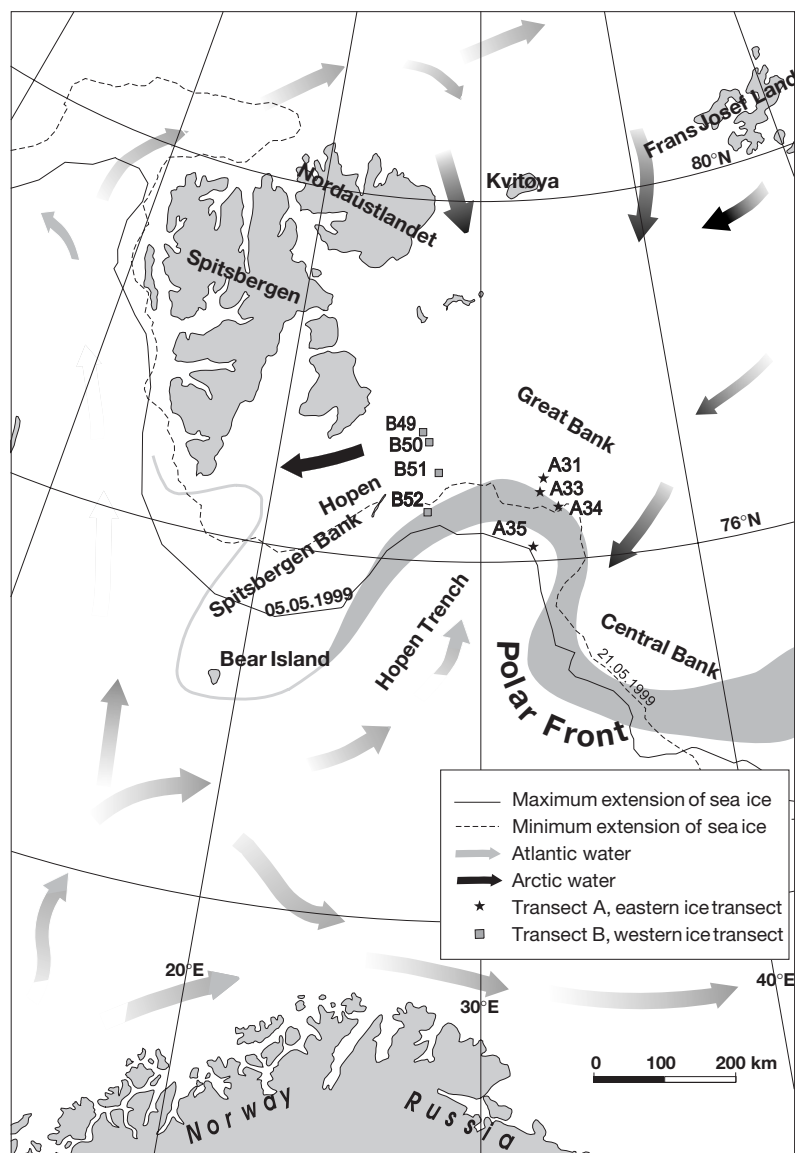 Frans Josef Land
80°N
Kvitøya
Nordaustlandet
Spitsbergen
Great Bank
B49
B50
B51
B52
A31
A33
A34
A35
Hopen
76°N
Spitsbergen Bank
05.05.1999
Hopen Trench
Bear Island
Central Bank
21.05.1999
Polar Front
Maximum extension of sea ice
Minimum extension of sea ice
Atlantic water
Arctic water
Transect A, eastern ice transect
Transect B, western ice transect
20°E
30°E
40°E
0 100 200 km
Norway
Russia